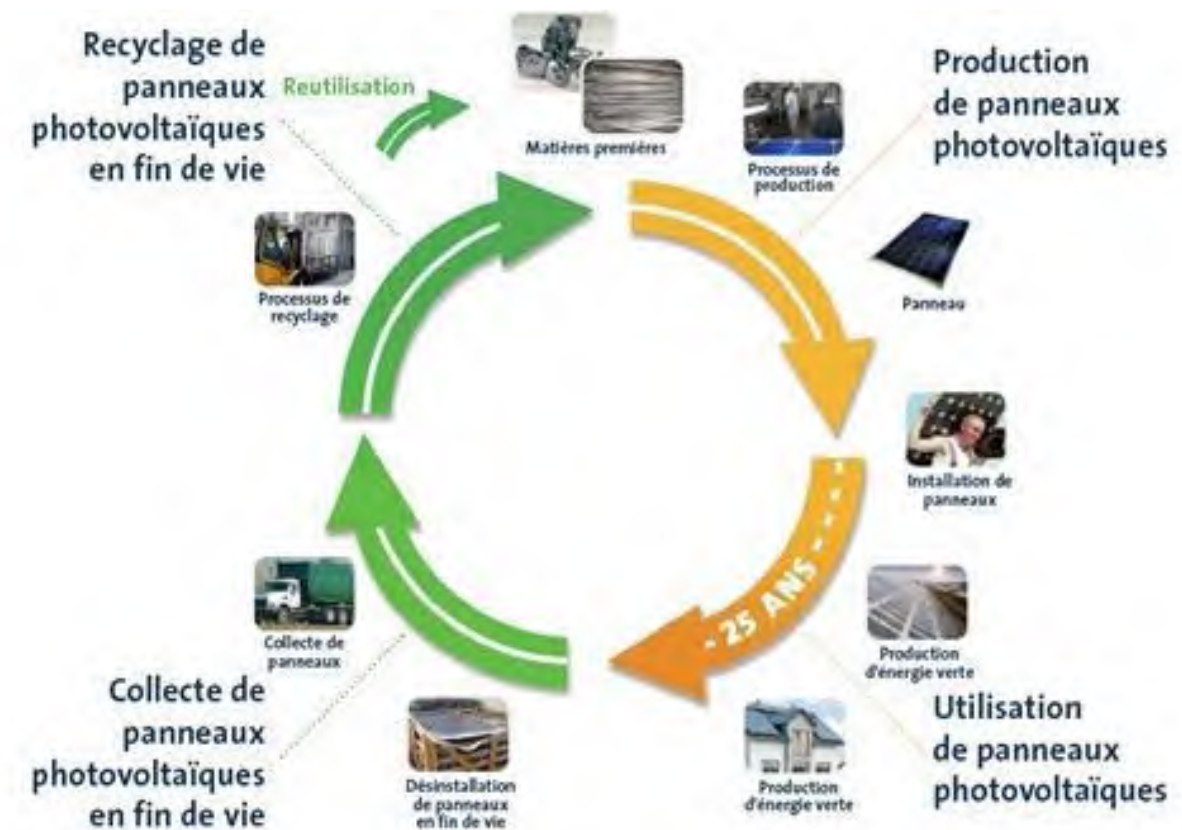 Recyclage de
panneaux
photovoltaïques
en fin de vie
Reutilisation
Matières premières
Processus de
production
Production
de panneaux
photovoltaïques
Panneau
Processus de
recyclage
Installation de
panneaux
- 25 ANS - - - -
Production
d'énergie verte
Collecte de
panneaux
Collecte de
panneaux
photovoltaïques
en fin de vie
Désinstallation
de panneaux
en fin de vie
Production
d'énergie verte
Utilisation
de panneaux
photovoltaïques